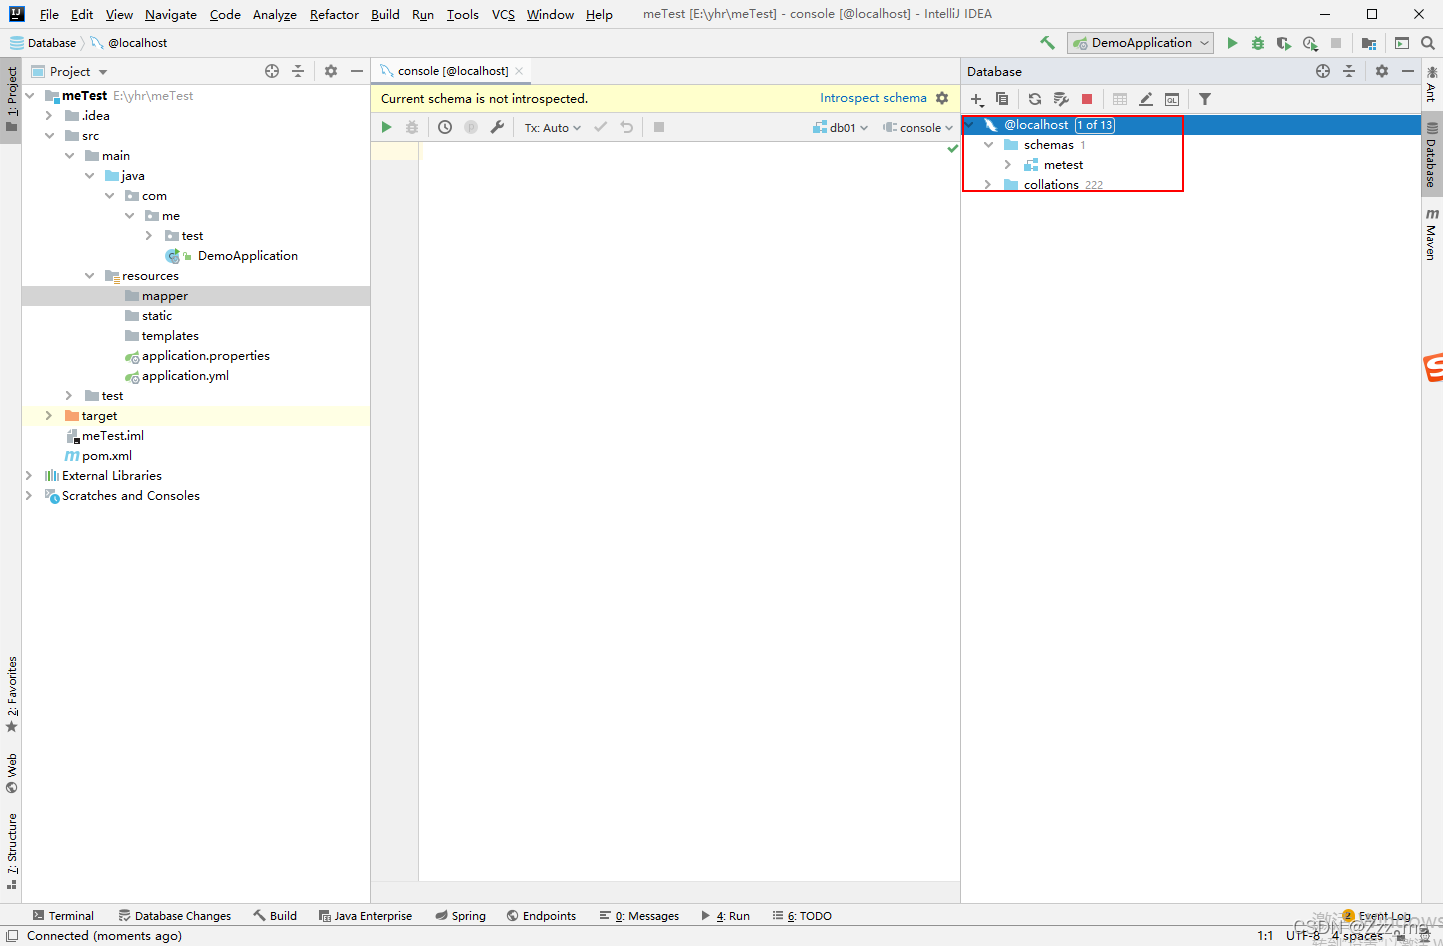 File Edit View Navigate Code Analyze Refactor Build Run Tools VCS Window Help meTest [E:\yhr\meTest] - console [@localhost] - IntelliJ IDEA
Database @localhost DemoApplication
1: Project
Project
meTest E:\yhr\meTest
.idea
src
main
java
com
me
test
DemoApplication
resources
mapper
static
templates
application.properties
application.yml
test
target
meTest.iml
pom.xml
External Libraries
Scratches and Consoles
console [@localhost]
Current schema is not introspected. Introspect schema
Tx: Auto db01 console
Database
@localhost 1 of 13
schemas 1
metest
collations 222
Ant
Database
Maven
2: Favorites
Web
7: Structure
Terminal Database Changes Build Java Enterprise Spring Endpoints 0: Messages 4: Run 6: TODO 2 Event Log
Connected (moments ago) 1:1 UTF-8 4 spaces